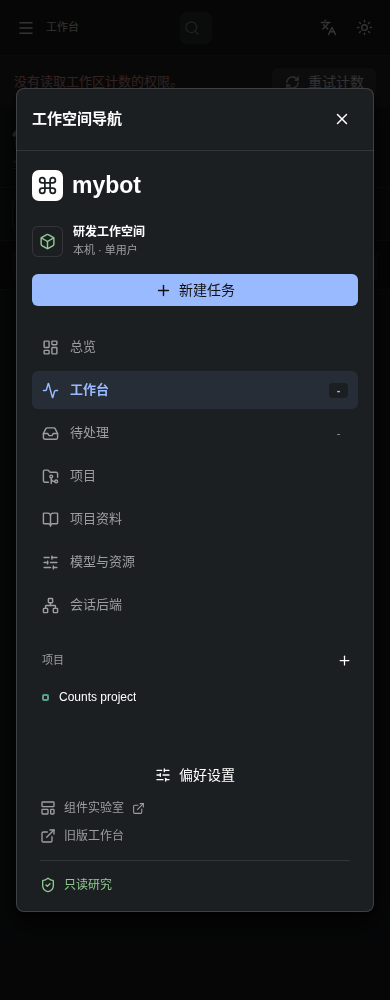 工作台
没有读取工作区计数的权限。
重试计数
工作空间导航
mybot
研发工作空间
本机 · 单用户
新建任务
总览
工作台
-
待处理
-
项目
项目资料
模型与资源
会话后端
项目
Counts project
偏好设置
组件实验室
旧版工作台
只读研究